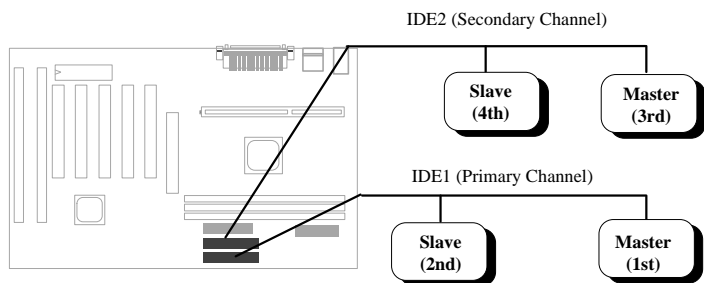 IDE2 (Secondary Channel)
Slave
(4th)
Master
(3rd)
IDE1 (Primary Channel)
Slave
(2nd)
Master
(1st)